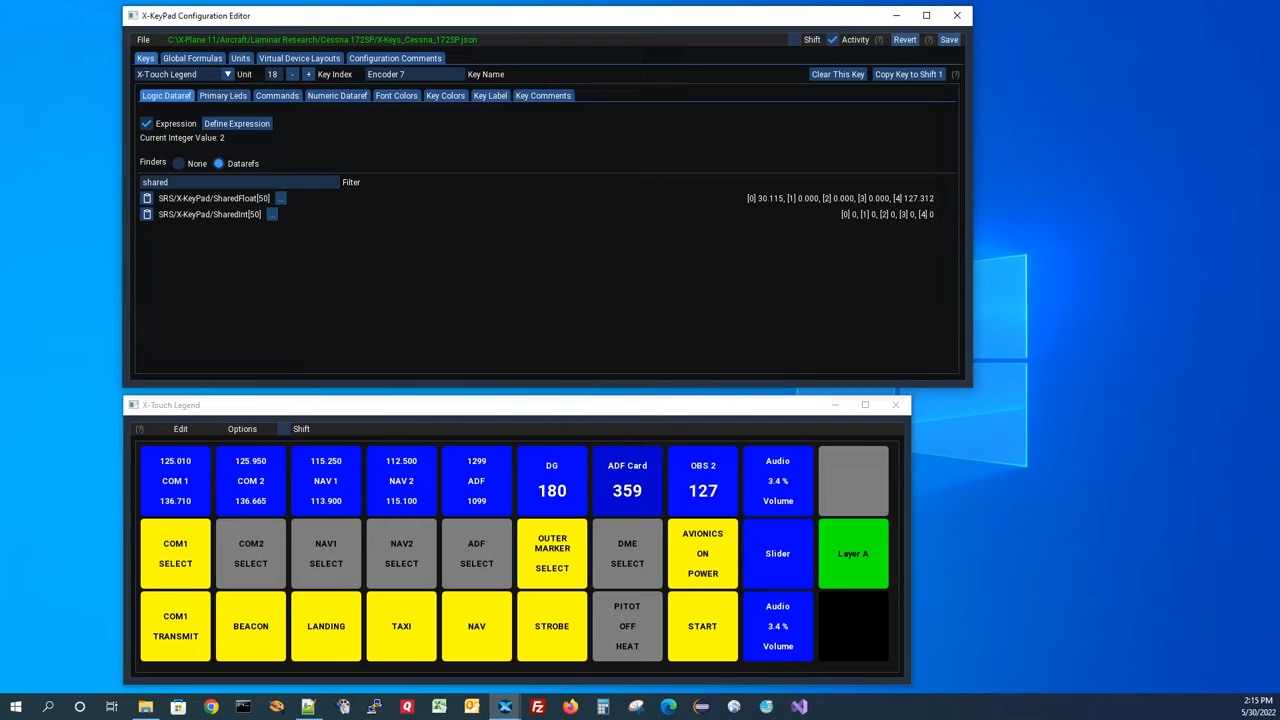 X-KeyPad Configuration Editor
File C:\X-Plane 11/Aircraft/Laminar Research/Cessna 172SP/X-Keys_Cessna_172SP.json Shift Activity (?) Revert (?) Save
Keys Global Formulas Units Virtual Device Layouts Configuration Comments
X-Touch Legend Unit 18 - + Key Index Encoder 7 Key Name Clear This Key Copy Key to Shift 1 (?)
Logic Dataref Primary Leds Commands Numeric Dataref Font Colors Key Colors Key Label Key Comments
Expression Define Expression
Current Integer Value: 2
Finders None Datarefs
shared Filter
SRS/X-KeyPad/SharedFloat[50] ... [0] 30.115, [1] 0.000, [2] 0.000, [3] 0.000, [4] 127.312
SRS/X-KeyPad/SharedInt[50] ... [0] 0, [1] 0, [2] 0, [3] 0, [4] 0
X-Touch Legend
(?) Edit Options Shift
125.010
COM 1
136.710
125.950
COM 2
136.665
115.250
NAV 1
113.900
112.500
NAV 2
115.100
1299
ADF
1099
DG
180
ADF Card
359
OBS 2
127
Audio
3.4 %
Volume
COM1
SELECT
COM2
SELECT
NAV1
SELECT
NAV2
SELECT
ADF
SELECT
OUTER
MARKER
SELECT
DME
SELECT
AVIONICS
ON
POWER
Slider
Layer A
COM1
TRANSMIT
BEACON
LANDING
TAXI
NAV
STROBE
PITOT
OFF
HEAT
START
Audio
3.4 %
Volume
2:15 PM
5/30/2022